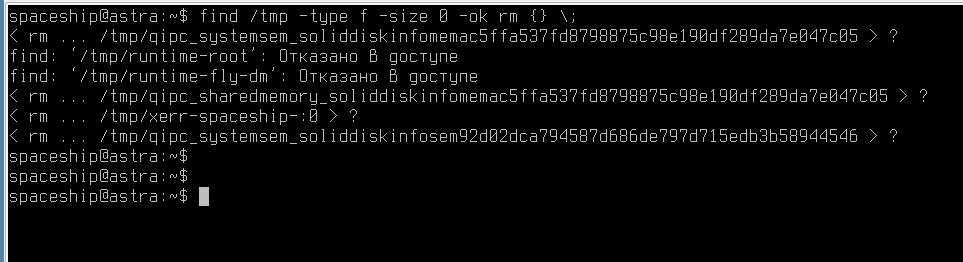 spaceship@astra:~$ find /tmp -type f -size 0 -ok rm {} \;
< rm ... /tmp/qipc_systemsem_soliddiskinfomemac5ffa537fd8798875c98e190df289da7e047c05 > ?
find: ‘/tmp/runtime-root’: Отказано в доступе
find: ‘/tmp/runtime-fly-dm’: Отказано в доступе
< rm ... /tmp/qipc_sharedmemory_soliddiskinfomemac5ffa537fd8798875c98e190df289da7e047c05 > ?
< rm ... /tmp/xerr-spaceship-:0 > ?
< rm ... /tmp/qipc_systemsem_soliddiskinfosem92d02dca794587d686de797d715edb3b58944546 > ?
spaceship@astra:~$
spaceship@astra:~$
spaceship@astra:~$